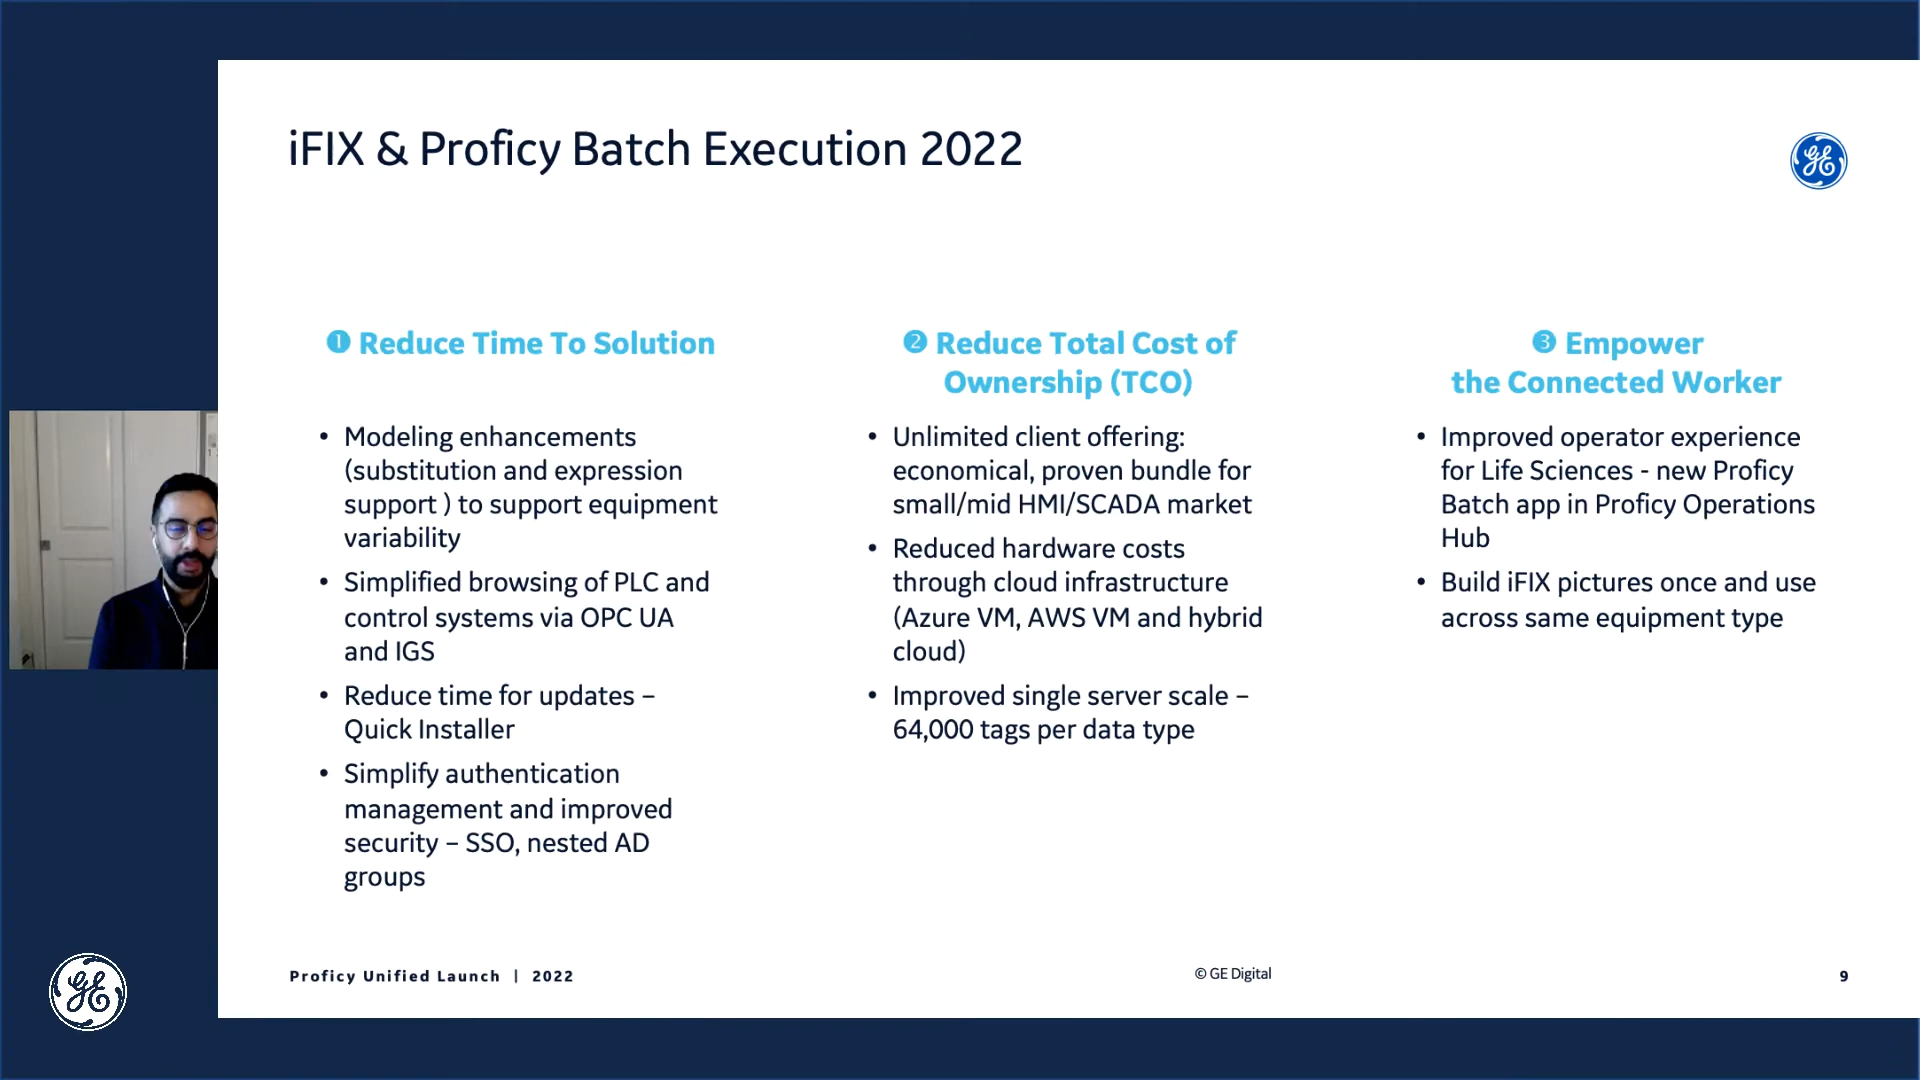 iFIX & Proficy Batch Execution 2022
GE
❶ Reduce Time To Solution
• Modeling enhancements
(substitution and expression
support ) to support equipment
variability
• Simplified browsing of PLC and
control systems via OPC UA
and IGS
• Reduce time for updates –
Quick Installer
• Simplify authentication
management and improved
security – SSO, nested AD
groups
❷ Reduce Total Cost of
Ownership (TCO)
• Unlimited client offering:
economical, proven bundle for
small/mid HMI/SCADA market
• Reduced hardware costs
through cloud infrastructure
(Azure VM, AWS VM and hybrid
cloud)
• Improved single server scale –
64,000 tags per data type
❸ Empower
the Connected Worker
• Improved operator experience
for Life Sciences - new Proficy
Batch app in Proficy Operations
Hub
• Build iFIX pictures once and use
across same equipment type
Proficy Unified Launch | 2022
© GE Digital
9
GE